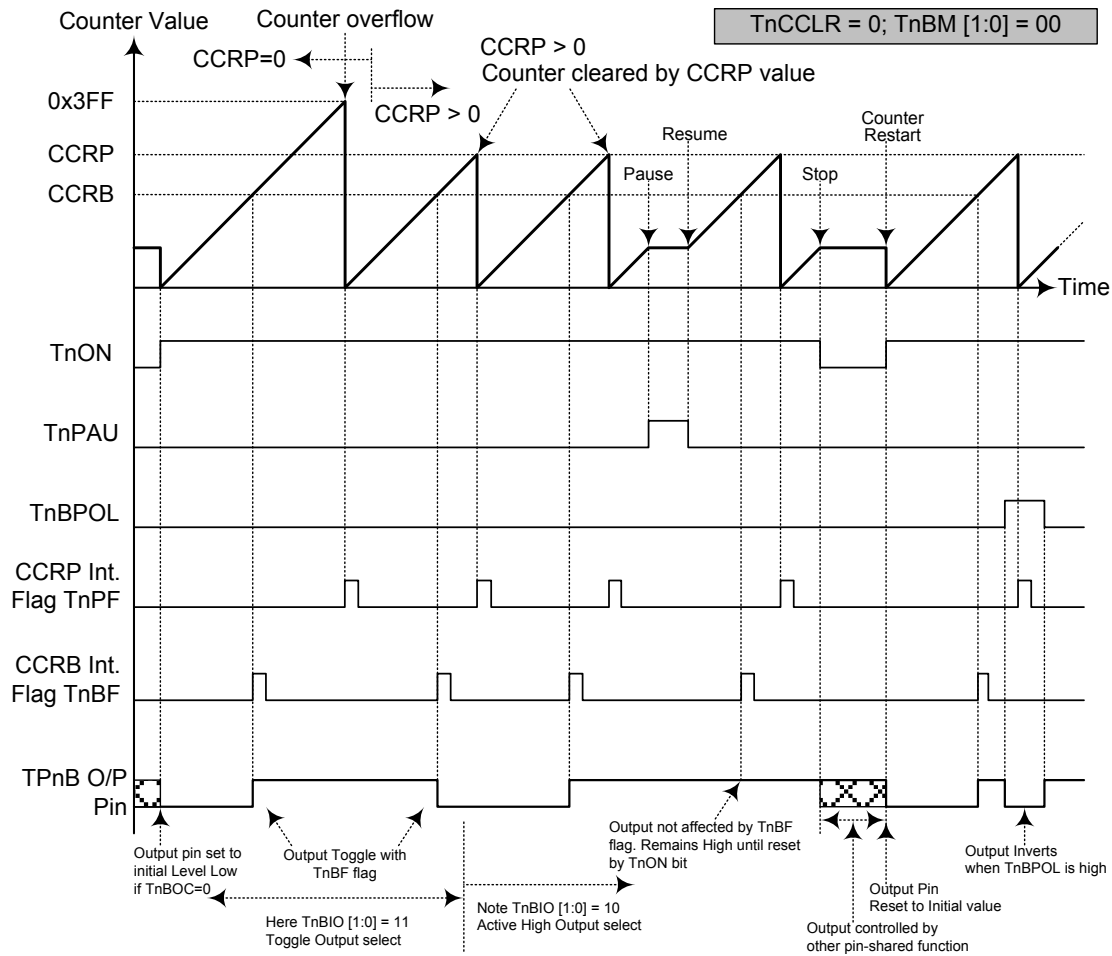 Counter Value
Counter overflow
TnCCLR = 0; TnBM [1:0] = 00
CCRP=0
CCRP > 0
CCRP > 0
Counter cleared by CCRP value
0x3FF
CCRP
CCRB
Pause
Resume
Stop
Counter
Restart
Time
TnON
TnPAU
TnBPOL
CCRP Int.
Flag TnPF
CCRB Int.
Flag TnBF
TPnB O/P
Pin
Output pin set to
initial Level Low
if TnBOC=0
Output Toggle with
TnBF flag
Output not affected by TnBF
flag. Remains High until reset
by TnON bit
Output Inverts
when TnBPOL is high
Output Pin
Reset to Initial value
Here TnBIO [1:0] = 11
Toggle Output select
Note TnBIO [1:0] = 10
Active High Output select
Output controlled by
other pin-shared function